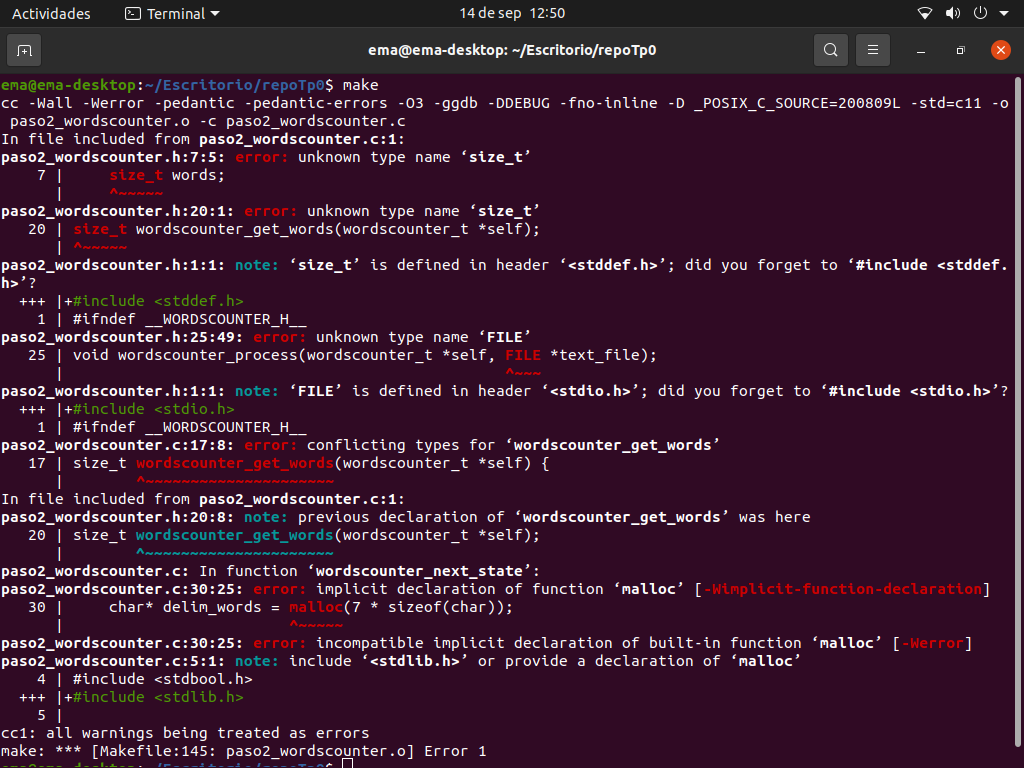 Actividades Terminal 14 de sep 12:50
ema@ema-desktop: ~/Escritorio/repoTp0
ema@ema-desktop:~/Escritorio/repoTp0$ make
cc -Wall -Werror -pedantic -pedantic-errors -O3 -ggdb -DDEBUG -fno-inline -D _POSIX_C_SOURCE=200809L -std=c11 -o
 paso2_wordscounter.o -c paso2_wordscounter.c
In file included from paso2_wordscounter.c:1:
paso2_wordscounter.h:7:5: error: unknown type name ‘size_t’
    7 |     size_t words;
      |     ^~~~~~
paso2_wordscounter.h:20:1: error: unknown type name ‘size_t’
   20 | size_t wordscounter_get_words(wordscounter_t *self);
      | ^~~~~~
paso2_wordscounter.h:1:1: note: ‘size_t’ is defined in header ‘<stddef.h>’; did you forget to ‘#include <stddef.
h>’?
  +++ |+#include <stddef.h>
    1 | #ifndef __WORDSCOUNTER_H__
paso2_wordscounter.h:25:49: error: unknown type name ‘FILE’
   25 | void wordscounter_process(wordscounter_t *self, FILE *text_file);
      |                                                 ^~~~
paso2_wordscounter.h:1:1: note: ‘FILE’ is defined in header ‘<stdio.h>’; did you forget to ‘#include <stdio.h>’?
  +++ |+#include <stdio.h>
    1 | #ifndef __WORDSCOUNTER_H__
paso2_wordscounter.c:17:8: error: conflicting types for ‘wordscounter_get_words’
   17 | size_t wordscounter_get_words(wordscounter_t *self) {
      |        ^~~~~~~~~~~~~~~~~~~~~~
In file included from paso2_wordscounter.c:1:
paso2_wordscounter.h:20:8: note: previous declaration of ‘wordscounter_get_words’ was here
   20 | size_t wordscounter_get_words(wordscounter_t *self);
      |        ^~~~~~~~~~~~~~~~~~~~~~
paso2_wordscounter.c: In function ‘wordscounter_next_state’:
paso2_wordscounter.c:30:25: error: implicit declaration of function ‘malloc’ [-Wimplicit-function-declaration]
   30 |     char* delim_words = malloc(7 * sizeof(char));
      |                         ^~~~~~
paso2_wordscounter.c:30:25: error: incompatible implicit declaration of built-in function ‘malloc’ [-Werror]
paso2_wordscounter.c:5:1: note: include ‘<stdlib.h>’ or provide a declaration of ‘malloc’
    4 | #include <stdbool.h>
  +++ |+#include <stdlib.h>
    5 |
cc1: all warnings being treated as errors
make: *** [Makefile:145: paso2_wordscounter.o] Error 1
ema@ema-desktop:~/Escritorio/repoTp0$